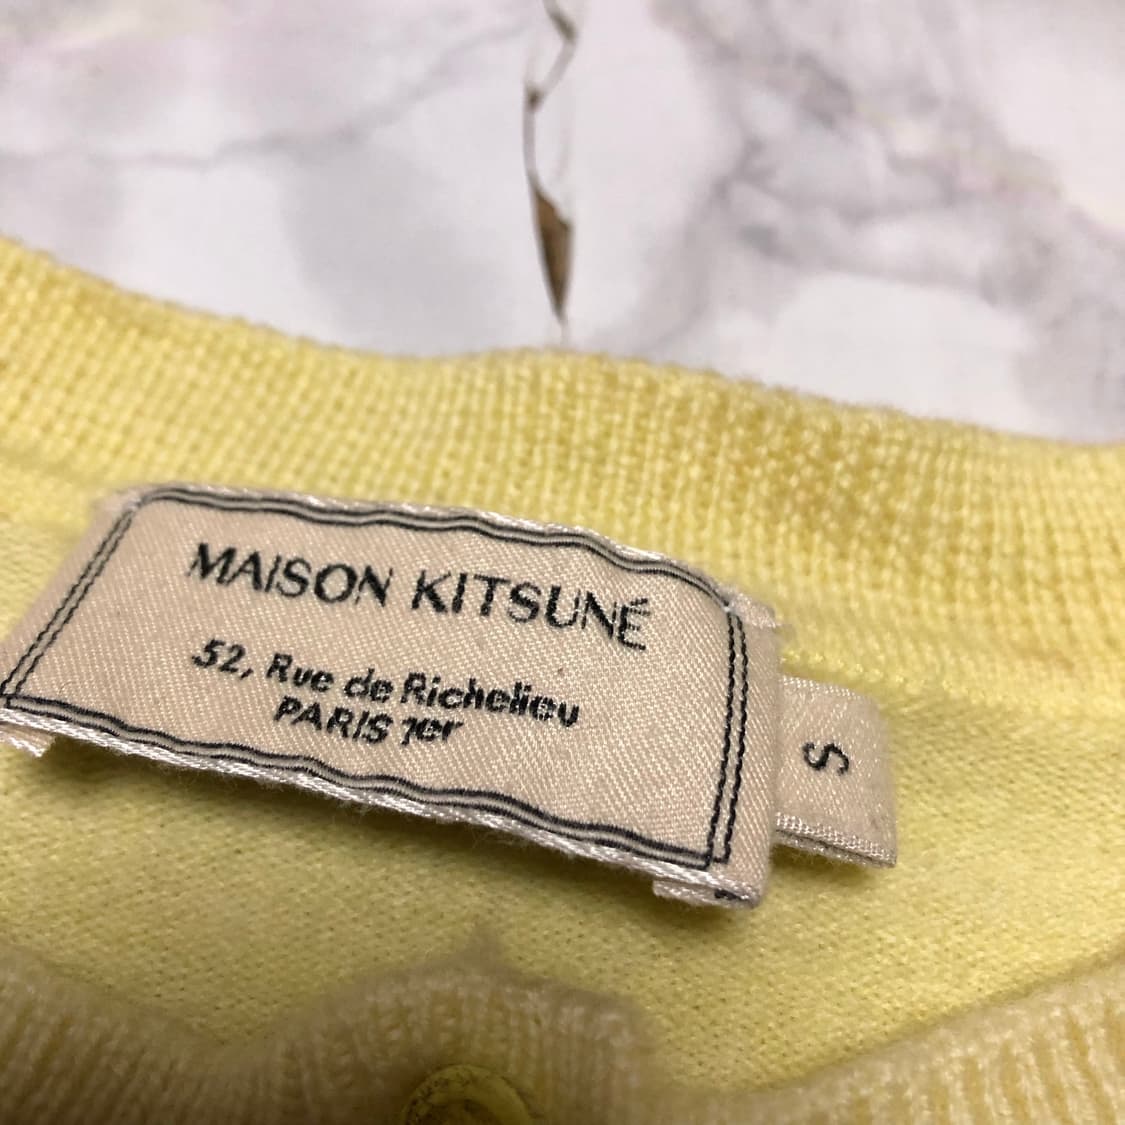 MAISON KITSUNÉ
52, Rue de Richelieu
PARIS 1er
S